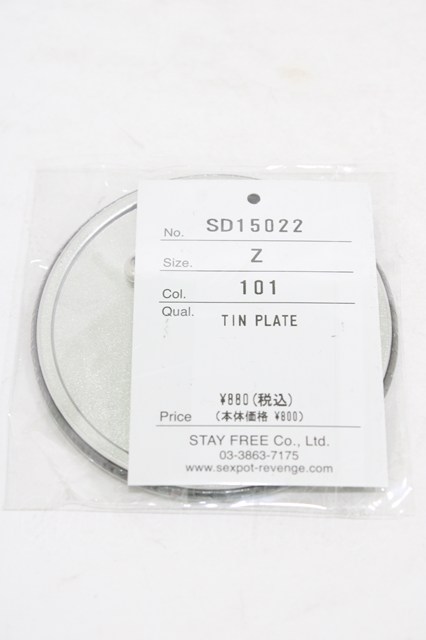 No. SD15022
Size. Z
Col. 101
Qual. TIN PLATE
¥880(税込)
Price (本体価格 ¥800)
STAY FREE Co., Ltd.
03-3863-7175
www.sexpot-revenge.com